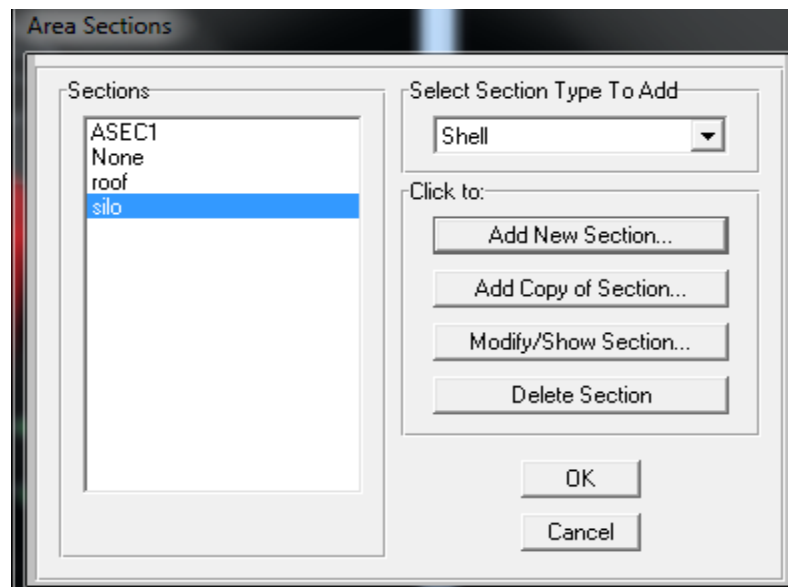 Area Sections
Sections
ASEC1
None
roof
silo
Select Section Type To Add
Shell
Click to:
Add New Section...
Add Copy of Section...
Modify/Show Section...
Delete Section
OK
Cancel